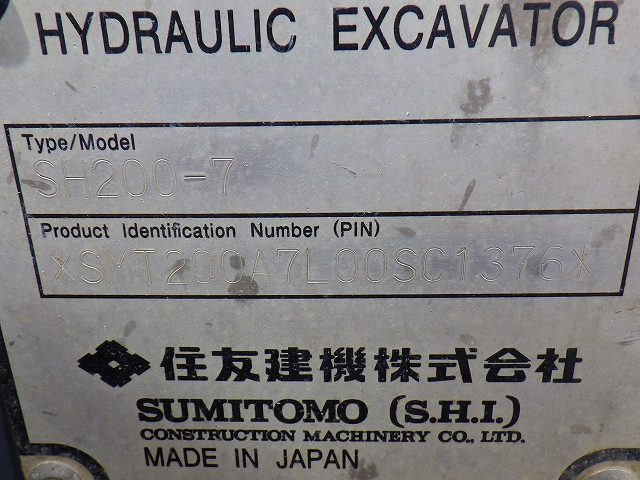 HYDRAULIC EXCAVATOR
Type/Model
SH200-7
Product Identification Number (PIN)
*SMT200A7L00SC1376*
住友建機株式会社
SUMITOMO (S.H.I.)
CONSTRUCTION MACHINERY CO., LTD.
MADE IN JAPAN